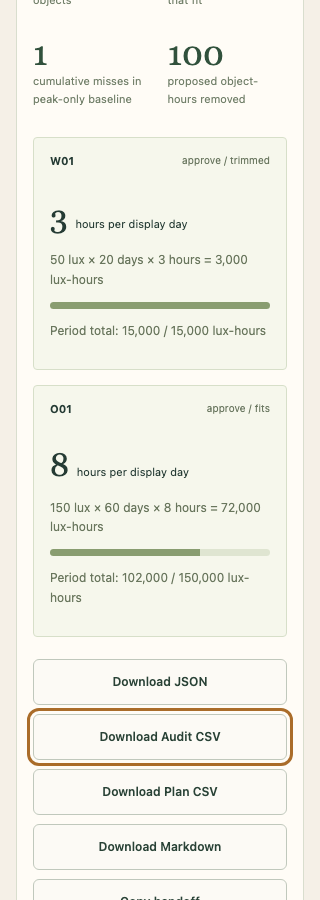 objects
that fit
1
cumulative misses in
peak-only baseline
100
proposed object-
hours removed
W01
approve / trimmed
3 hours per display day
50 lux × 20 days × 3 hours = 3,000
lux-hours
Period total: 15,000 / 15,000 lux-hours
O01
approve / fits
8 hours per display day
150 lux × 60 days × 8 hours = 72,000
lux-hours
Period total: 102,000 / 150,000 lux-
hours
Download JSON
Download Audit CSV
Download Plan CSV
Download Markdown
Copy handoff